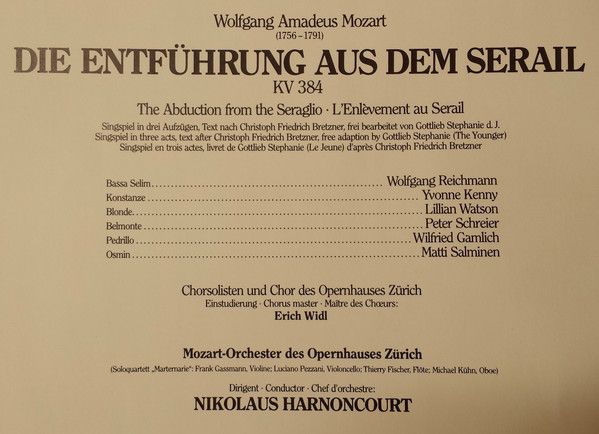 Wolfgang Amadeus Mozart
(1756–1791)
DIE ENTFÜHRUNG AUS DEM SERAIL
KV 384
The Abduction from the Seraglio · L'Enlèvement au Serail
Singspiel in drei Aufzügen, Text nach Christoph Friedrich Bretzner, frei bearbeitet von Gottlieb Stephanie d. J.
Singspiel in three acts, text after Christoph Friedrich Bretzner, free adaption by Gottlieb Stephanie (The Younger)
Singspiel en trois actes, livret de Gottlieb Stephanie (Le Jeune) d'après Christoph Friedrich Bretzner
Bassa Selim Wolfgang Reichmann
Konstanze Yvonne Kenny
Blonde Lillian Watson
Belmonte Peter Schreier
Pedrillo Wilfried Gamlich
Osmin Matti Salminen
Chorsolisten und Chor des Opernhauses Zürich
Einstudierung · Chorus master · Maître des Chœurs:
Erich Widl
Mozart-Orchester des Opernhauses Zürich
(Soloquartett „Marternarie“: Frank Gassmann, Violine; Luciano Pezzani, Violoncello; Thierry Fischer, Flöte; Michael Kühn, Oboe)
Dirigent · Conductor · Chef d'orchestre:
NIKOLAUS HARNONCOURT